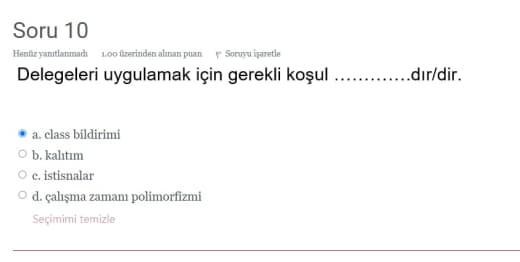 Soru 10
Henüz yanıtlanmadı 1.00 üzerinden alınan puan Soruyu işaretle
Delegeleri uygulamak için gerekli koşul .............dır/dir.
a. class bildirimi
b. kalıtım
c. istisnalar
d. çalışma zamanı polimorfizmi
Seçimimi temizle